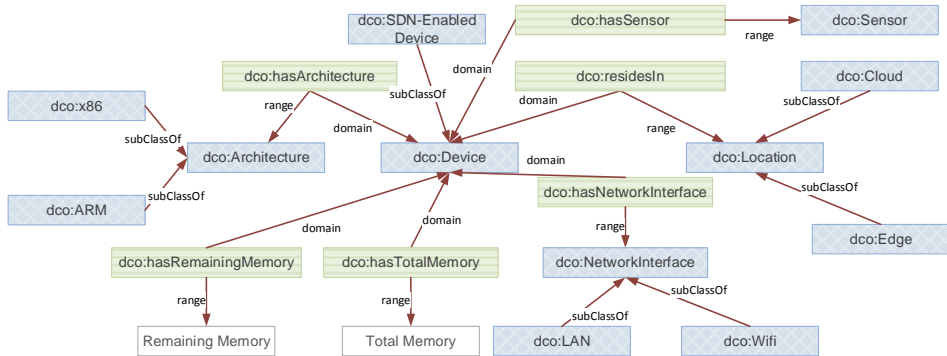 dco:SDN-Enabled
Device
dco:hasSensor
range
dco:Sensor
dco:hasArchitecture
domain
dco:residesIn
dco:Cloud
dco:x86
range
subClassOf
subClassOf
domain
domain
range
subClassOf
dco:Architecture
dco:Device
domain
dco:Location
subClassOf
subClassOf
dco:hasNetworkInterface
dco:ARM
domain
domain
range
dco:Edge
dco:hasRemainingMemory
dco:hasTotalMemory
dco:NetworkInterface
range
range
subClassOf
subClassOf
Remaining Memory
Total Memory
dco:LAN
dco:Wifi